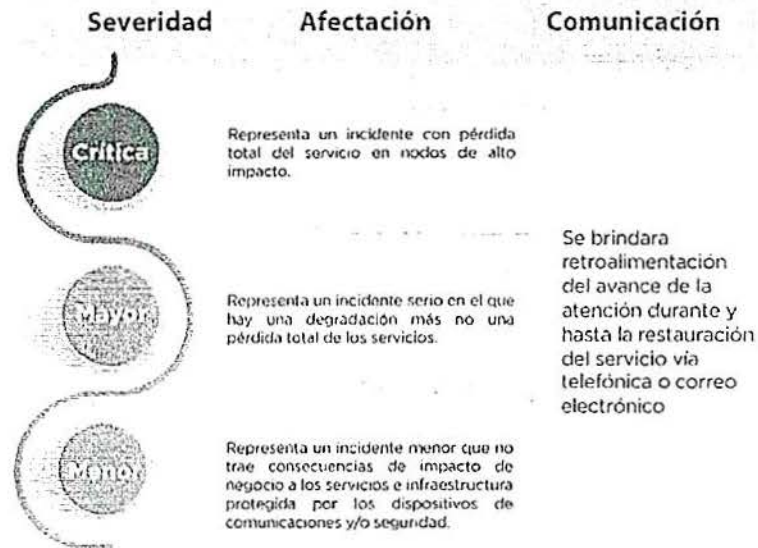 Severidad Afectación Comunicación
Crítica
Representa un incidente con pérdida
total del servicio en nodos de alto
impacto.
Mayor
Representa un incidente serio en el que
hay una degradación más no una
pérdida total de los servicios.
Se brindara
retroalimentación
del avance de la
atención durante y
hasta la restauración
del servicio vía
telefónica o correo
electrónico
Menor
Representa un incidente menor que no
trae consecuencias de impacto de
negocio a los servicios e infraestructura
protegida por los dispositivos de
comunicaciones y/o seguridad.